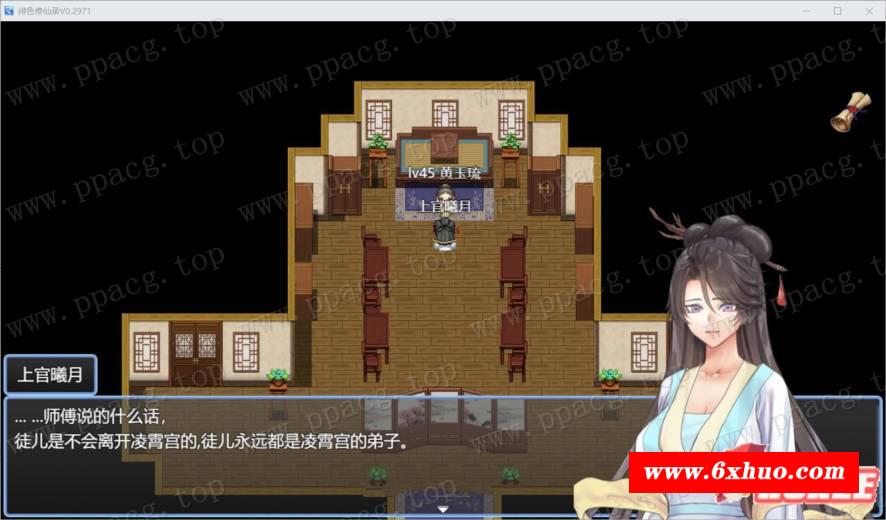 绯色修仙录V0.2971
www.ppacg.top
lv45 黄玉琉
上官曦月
上官曦月
... ...师傅说的什么话，
徒儿是不会离开凌霄宫的,徒儿永远都是凌霄宫的弟子。
www.6xhuo.com